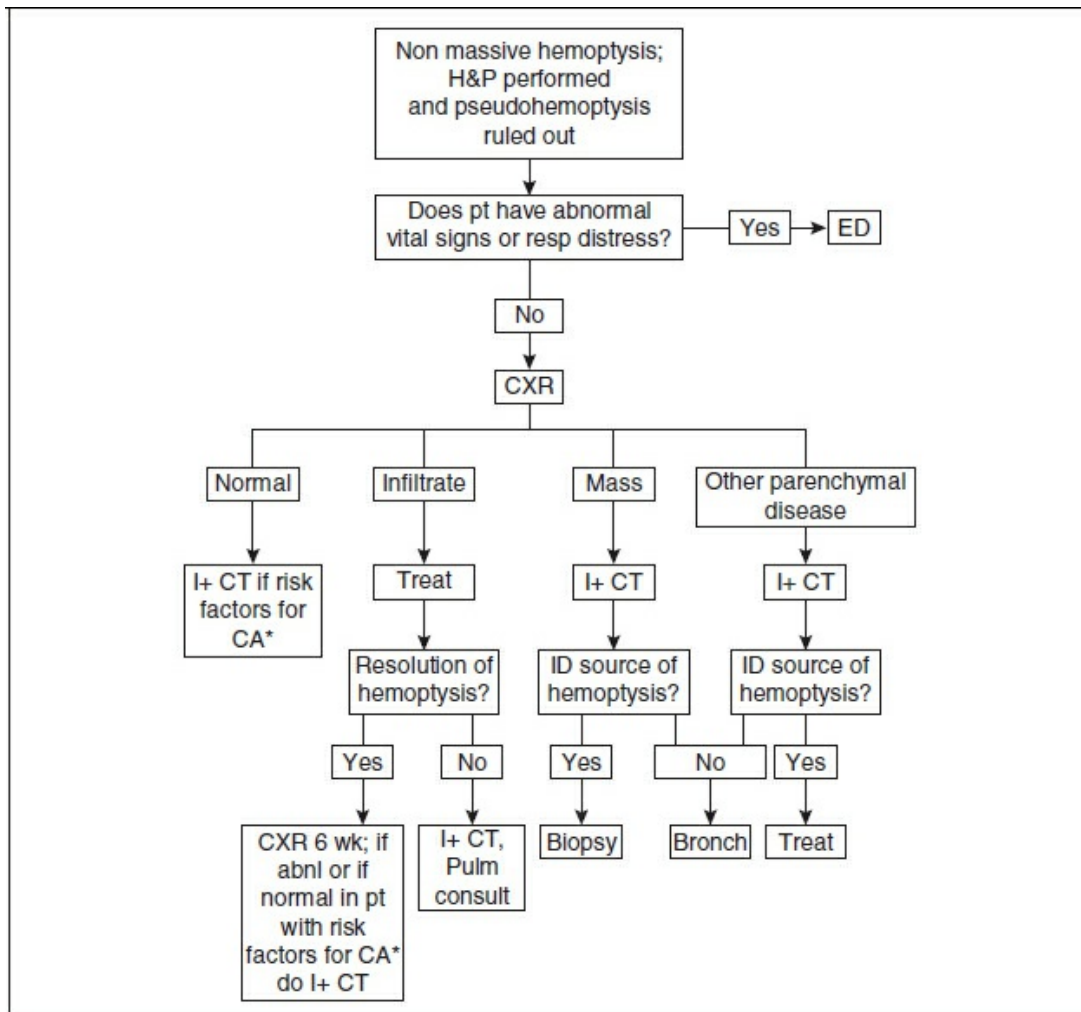 Non massive hemoptysis;
H&P performed
and pseudohemoptysis
ruled out
Does pt have abnormal
vital signs or resp distress?
Yes
ED
No
CXR
Normal
Infiltrate
Mass
Other parenchymal
disease
I+ CT if risk
factors for
CA*
Treat
I+ CT
I+ CT
Resolution of
hemoptysis?
ID source of
hemoptysis?
ID source of
hemoptysis?
Yes
No
Yes
No
Yes
CXR 6 wk; if
abnl or if
normal in pt
with risk
factors for CA*
do I+ CT
I+ CT,
Pulm
consult
Biopsy
Bronch
Treat